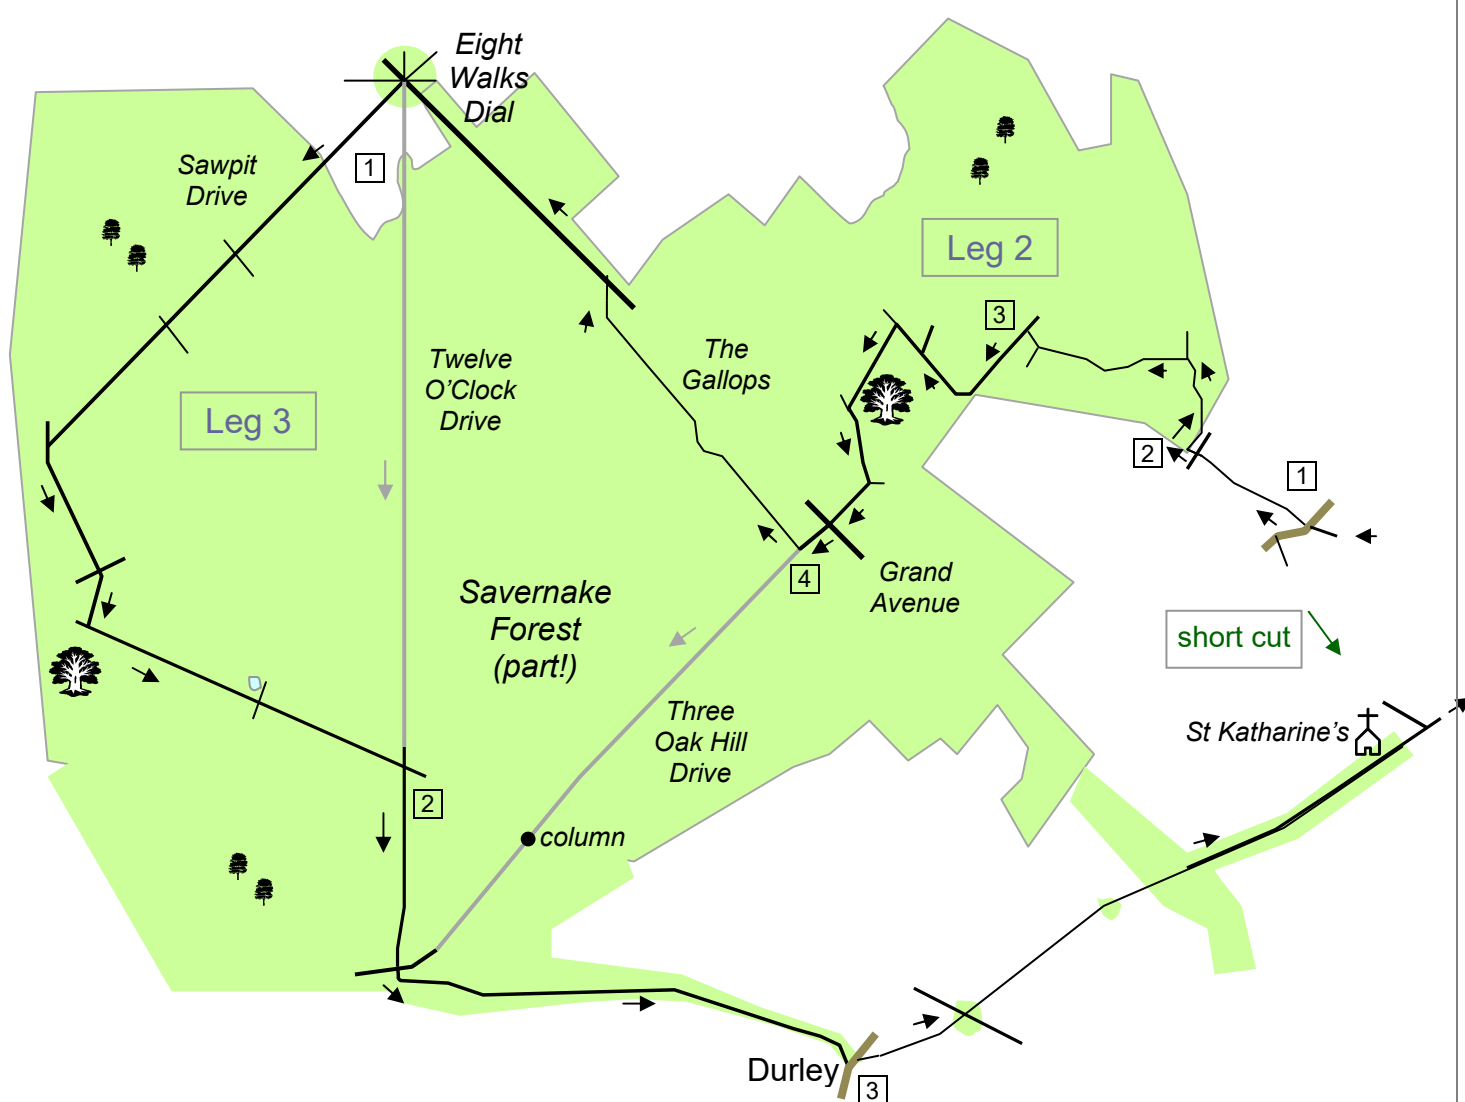 Eight
Walks
Dial
1
Sawpit
Drive
Leg 2
3
Twelve
O'Clock
Drive
The
Gallops
Leg 3
2
1
4
Grand
Avenue
Savernake
Forest
(part!)
short cut
Three
Oak Hill
Drive
St Katharine's
2
column
Durley
3